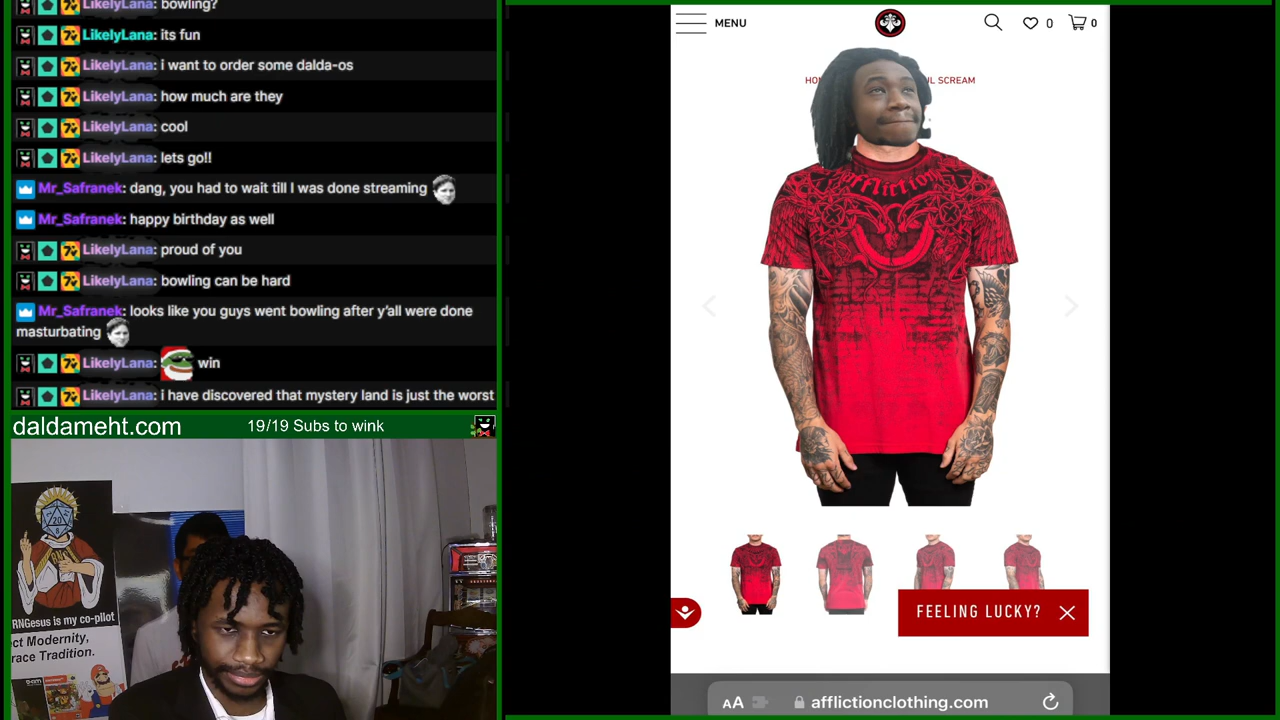 LikelyLana: bowling?
LikelyLana: its fun
LikelyLana: i want to order some dalda-os
LikelyLana: how much are they
LikelyLana: cool
LikelyLana: lets go!!
Mr_Safranek: dang, you had to wait till I was done streaming
Mr_Safranek: happy birthday as well
LikelyLana: proud of you
LikelyLana: bowling can be hard
Mr_Safranek: looks like you guys went bowling after y'all were done
masturbating
LikelyLana: win
LikelyLana: i have discovered that mystery land is just the worst
daldameht.com
19/19 Subs to wink
20
RNGesus is my co-pilot
ct Modernity,
race Tradition.
MENU
0
0
HO
UL SCREAM
affliction
FEELING LUCKY?
AA
afflictionclothing.com